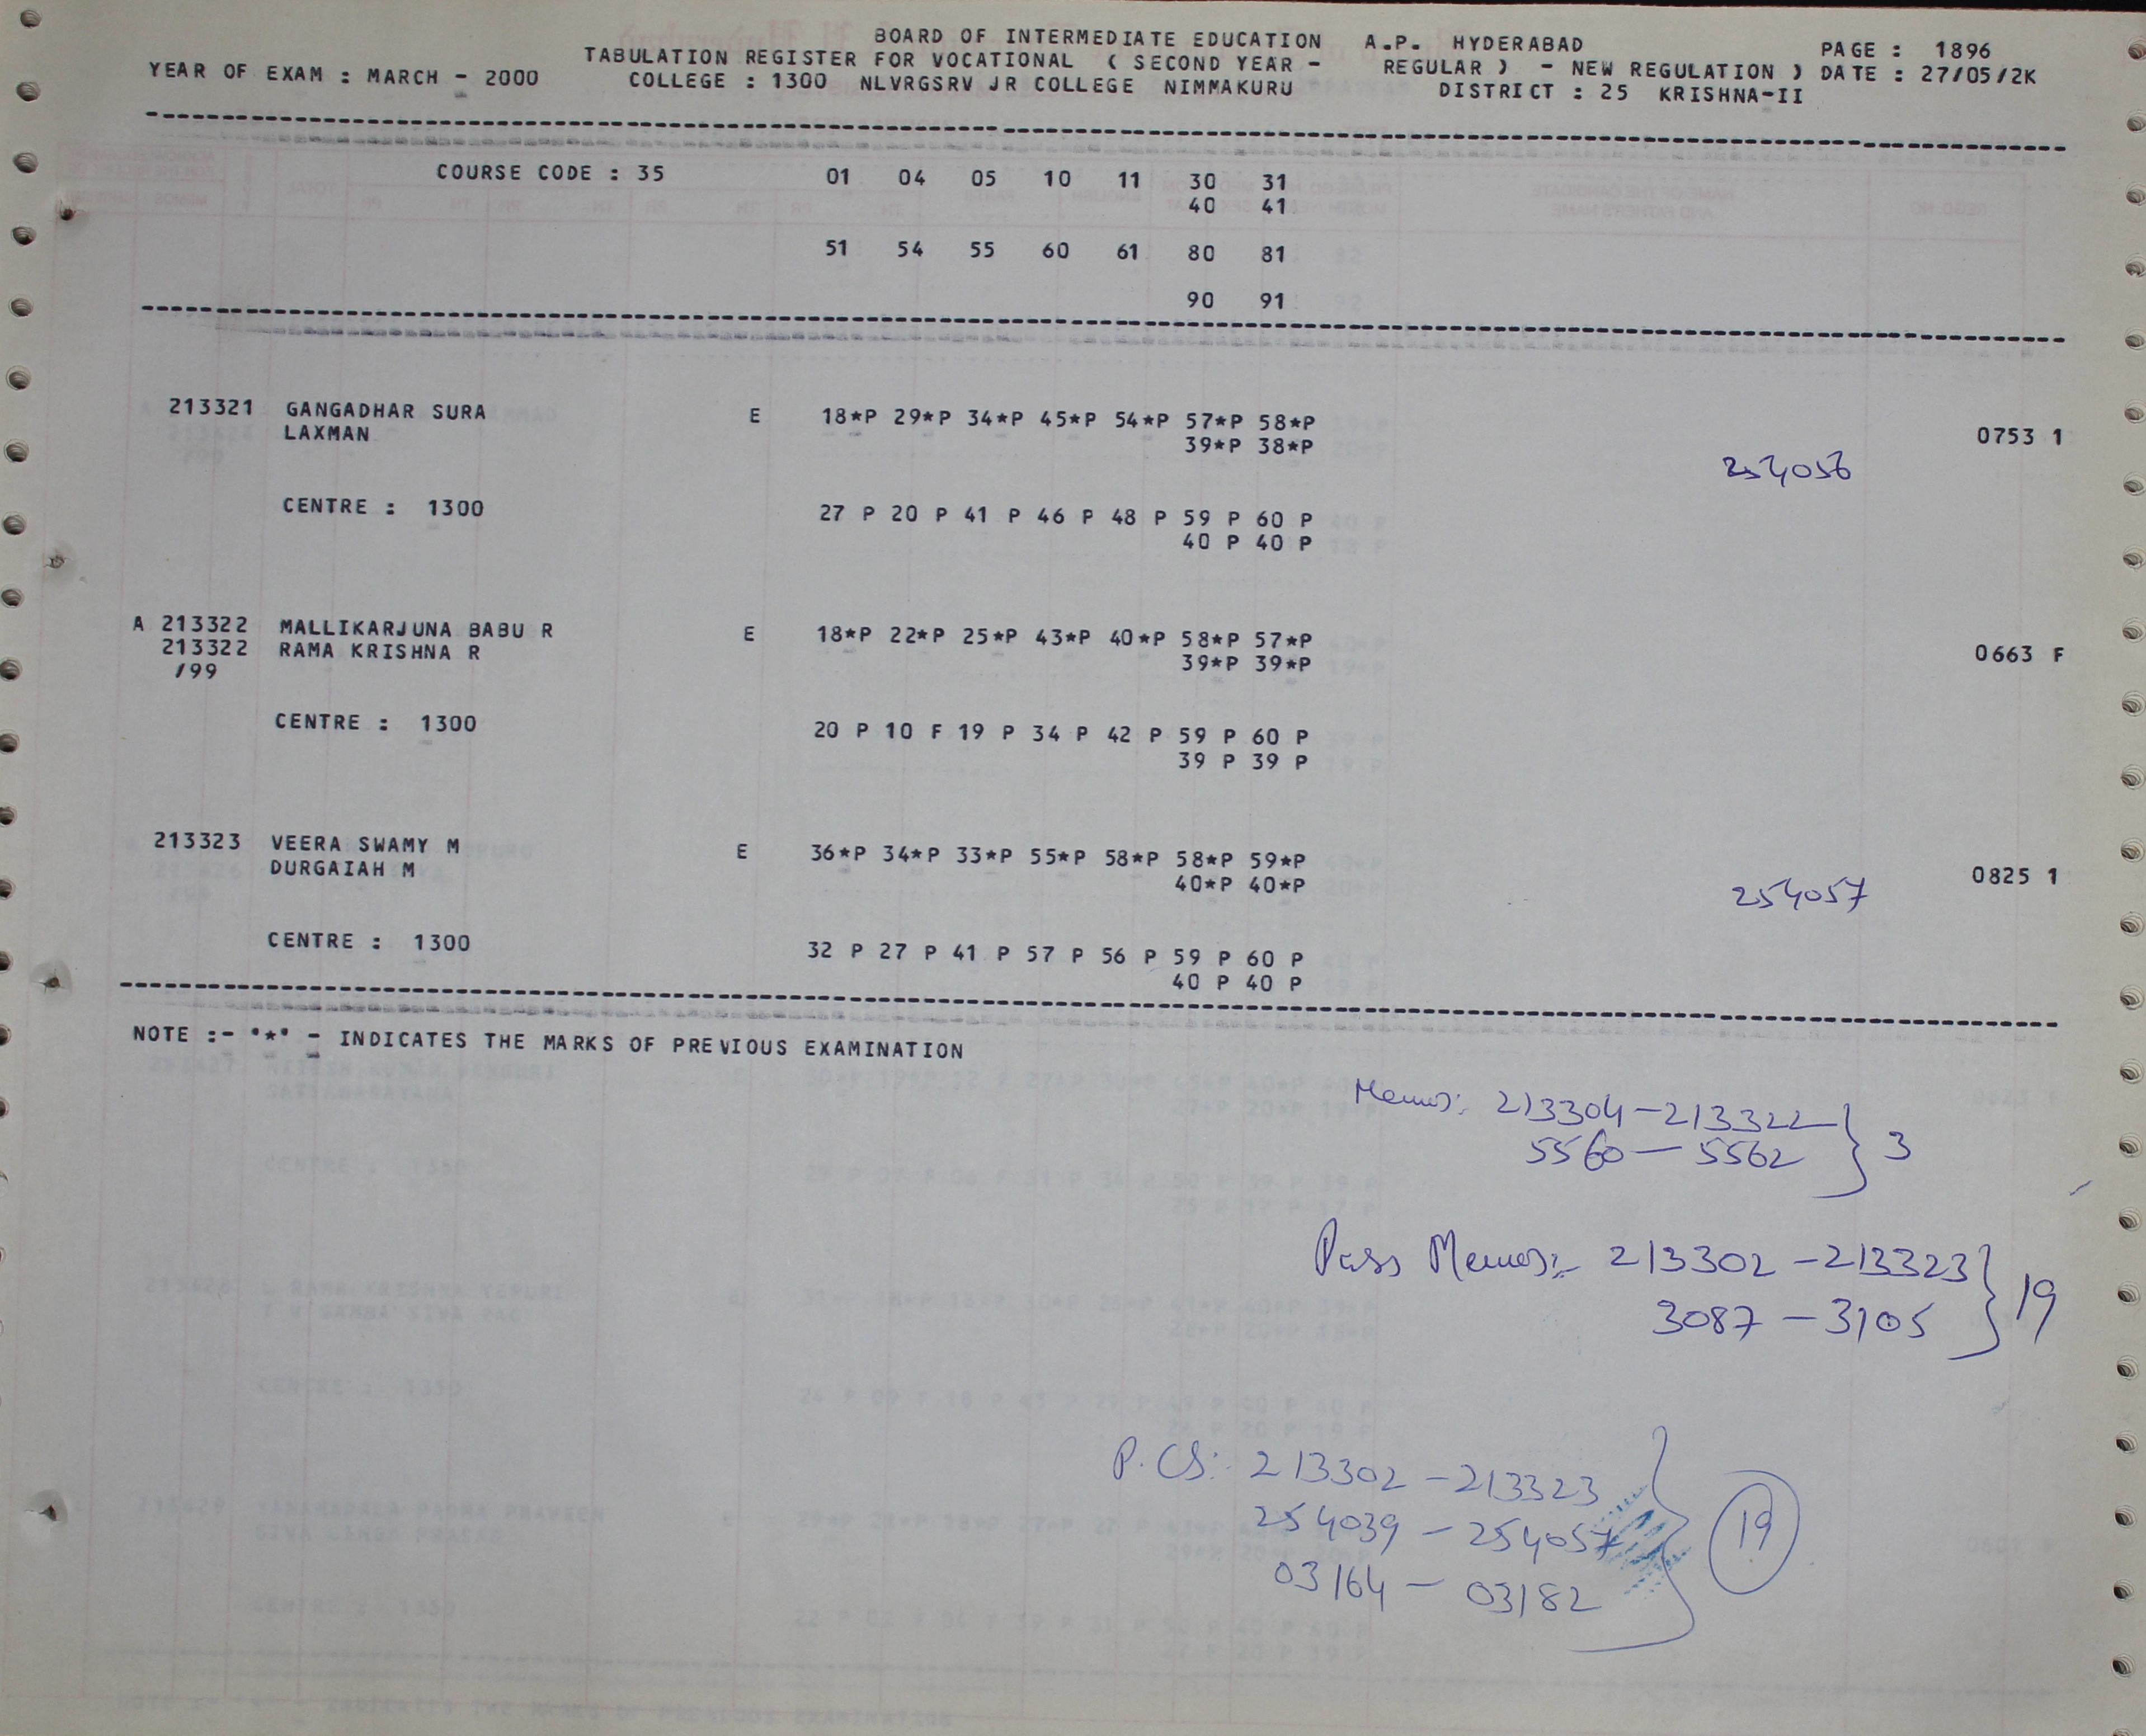 BOARD OF INTERMEDIATE EDUCATION A.P. HYDERABAD PAGE : 1896
TABULATION REGISTER FOR VOCATIONAL ( SECOND YEAR - REGULAR ) - NEW REGULATION ) DATE : 27/05/2K
YEAR OF EXAM : MARCH - 2000 COLLEGE : 1300 NLVRGSRV JR COLLEGE NIMMAKURU DISTRICT : 25 KRISHNA-II
COURSE CODE : 35 01 04 05 10 11 30 31
40 41
51 54 55 60 61 80 81
90 91
213321 GANGADHAR SURA E 18*P 29*P 34*P 45*P 54*P 57*P 58*P
LAXMAN 39*P 38*P 0753 1
254056
CENTRE : 1300 27 P 20 P 41 P 46 P 48 P 59 P 60 P
40 P 40 P
A 213322 MALLIKARJUNA BABU R E 18*P 22*P 25*P 43*P 40*P 58*P 57*P
213322 RAMA KRISHNA R 39*P 39*P 0663 F
/99
CENTRE : 1300 20 P 10 F 19 P 34 P 42 P 59 P 60 P
39 P 39 P
213323 VEERA SWAMY M E 36*P 34*P 33*P 55*P 58*P 58*P 59*P
DURGAIAH M 40*P 40*P 0825 1
254057
CENTRE : 1300 32 P 27 P 41 P 57 P 56 P 59 P 60 P
40 P 40 P
NOTE :- "*" - INDICATES THE MARKS OF PREVIOUS EXAMINATION
Memos: 213304 - 213322
5560 - 5562 } 3
Pass Memos:- 213302 - 213323
3087 - 3105 } 19
P.Cs: 213302 - 213323
254039 - 254057 } 19
03164 - 03182